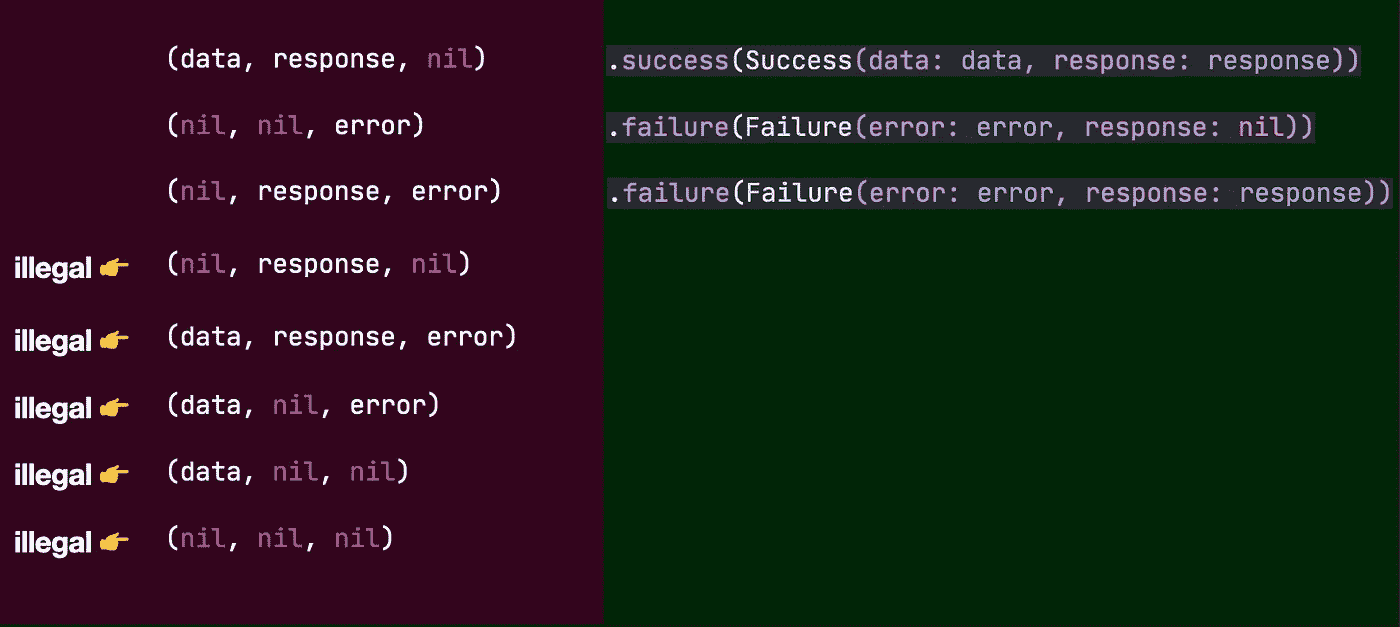 (data, response, nil) .success(Success(data: data, response: response))
(nil, nil, error) .failure(Failure(error: error, response: nil))
(nil, response, error) .failure(Failure(error: error, response: response))
illegal 👉 (nil, response, nil)
illegal 👉 (data, response, error)
illegal 👉 (data, nil, error)
illegal 👉 (data, nil, nil)
illegal 👉 (nil, nil, nil)